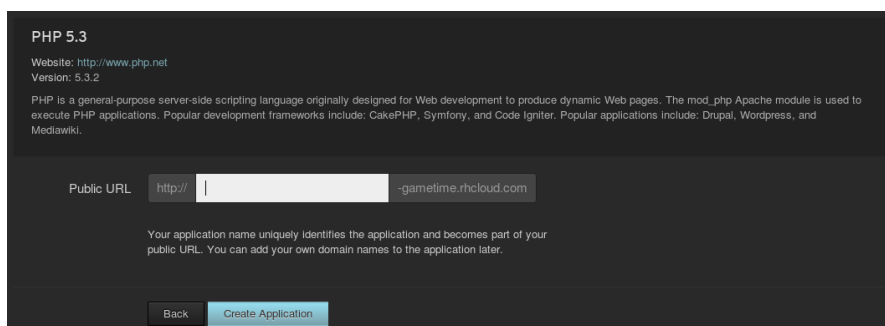 PHP 5.3
Website: http://www.php.net
Version: 5.3.2
PHP is a general-purpose server-side scripting language originally designed for Web development to produce dynamic Web pages. The mod_php Apache module is used to
execute PHP applications. Popular development frameworks include: CakePHP, Symfony, and Code Igniter. Popular applications include: Drupal, Wordpress, and
Mediawiki.
Public URL http:// -gametime.rhcloud.com
Your application name uniquely identifies the application and becomes part of your
public URL. You can add your own domain names to the application later.
Back Create Application